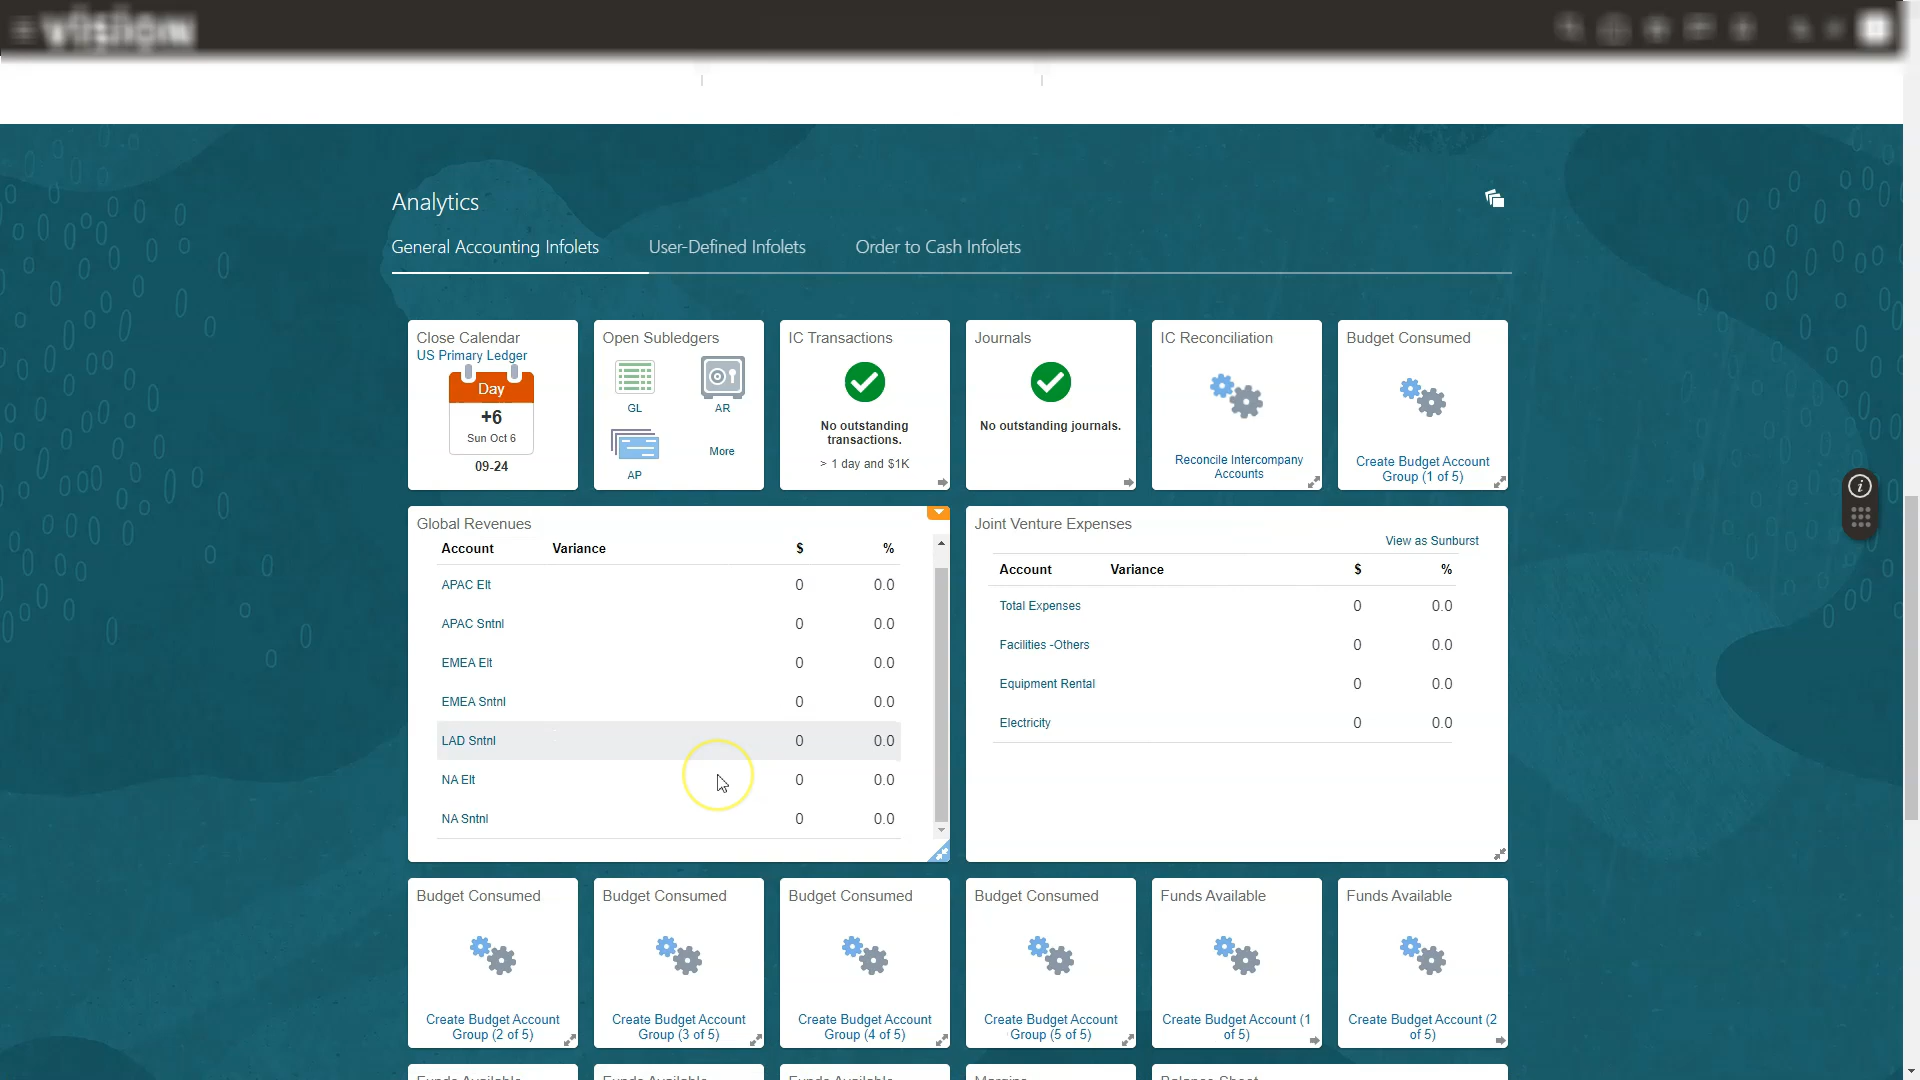 Analytics
General Accounting Infolets User-Defined Infolets Order to Cash Infolets
Close Calendar
US Primary Ledger
Day
+6
Sun Oct 6
09-24
Open Subledgers
GL AR
AP More
IC Transactions
No outstanding
transactions.
> 1 day and $1K
Journals
No outstanding journals.
IC Reconciliation
Reconcile Intercompany
Accounts
Budget Consumed
Create Budget Account
Group (1 of 5)
Global Revenues
Account Variance $ %
APAC Elt 0 0.0
APAC Sntnl 0 0.0
EMEA Elt 0 0.0
EMEA Sntnl 0 0.0
LAD Sntnl 0 0.0
NA Elt 0 0.0
NA Sntnl 0 0.0
Joint Venture Expenses
View as Sunburst
Account Variance $ %
Total Expenses 0 0.0
Facilities -Others 0 0.0
Equipment Rental 0 0.0
Electricity 0 0.0
Budget Consumed
Create Budget Account
Group (2 of 5)
Budget Consumed
Create Budget Account
Group (3 of 5)
Budget Consumed
Create Budget Account
Group (4 of 5)
Budget Consumed
Create Budget Account
Group (5 of 5)
Funds Available
Create Budget Account (1
of 5)
Funds Available
Create Budget Account (2
of 5)